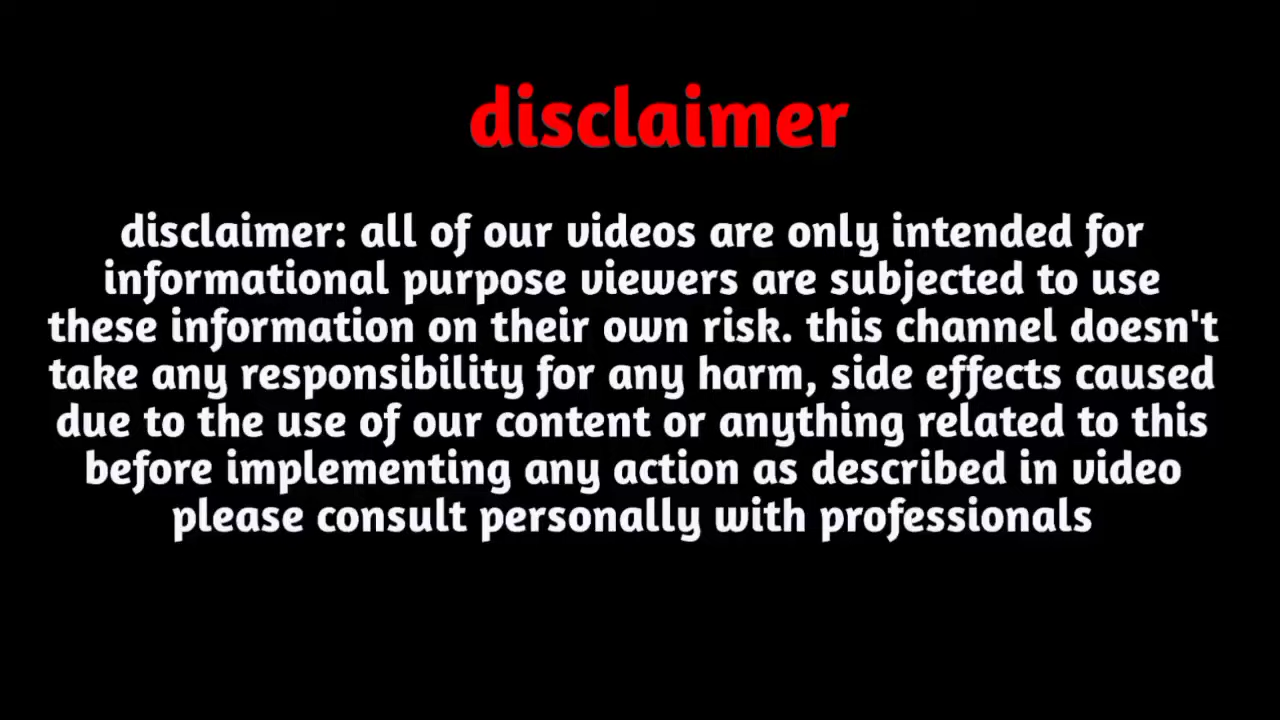 disclaimer
disclaimer: all of our videos are only intended for
informational purpose viewers are subjected to use
these information on their own risk. this channel doesn't
take any responsibility for any harm, side effects caused
due to the use of our content or anything related to this
before implementing any action as described in video
please consult personally with professionals